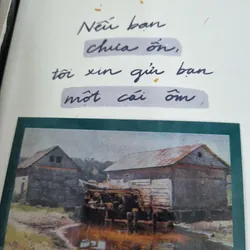 Nếu bạn
chưa ổn,
tôi xin gửi bạn
một cái ôm.